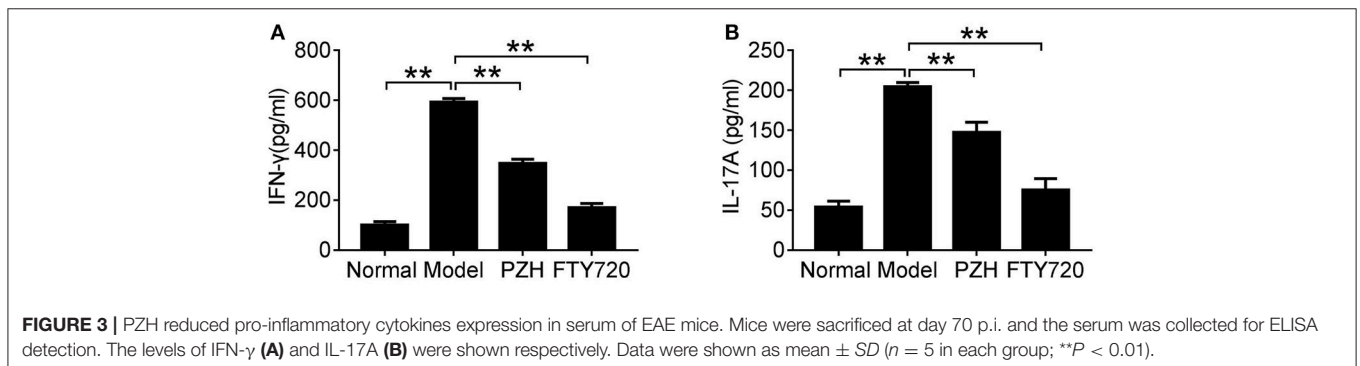 A
B
800
600
400
200
0
IFN-γ(pg/ml)
**
**
**
Normal Model PZH FTY720
250
200
150
100
50
0
IL-17A (pg/ml)
**
**
**
Normal Model PZH FTY720
FIGURE 3 | PZH reduced pro-inflammatory cytokines expression in serum of EAE mice. Mice were sacrificed at day 70 p.i. and the serum was collected for ELISA
detection. The levels of IFN-γ (A) and IL-17A (B) were shown respectively. Data were shown as mean ± SD (n = 5 in each group; **P < 0.01).